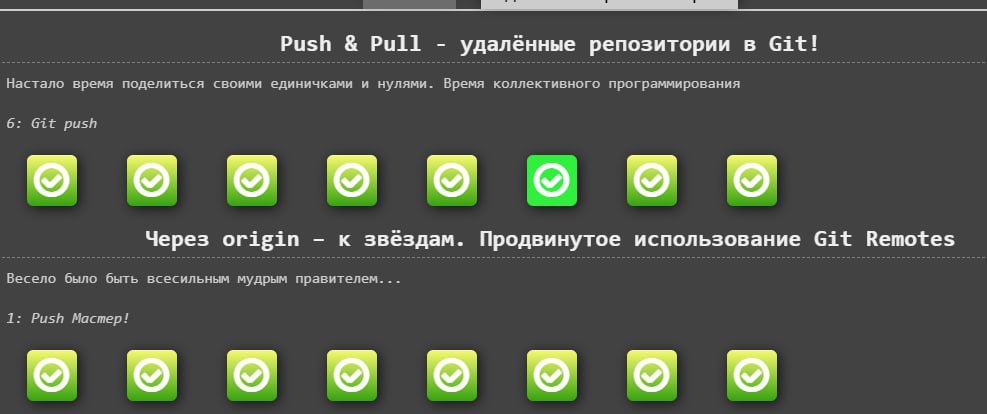 Push & Pull - удалённые репозитории в Git!
Настало время поделиться своими единичками и нулями. Время коллективного программирования
6: Git push
Через origin – к звёздам. Продвинутое использование Git Remotes
Весело было быть всесильным мудрым правителем...
1: Push Мастер!